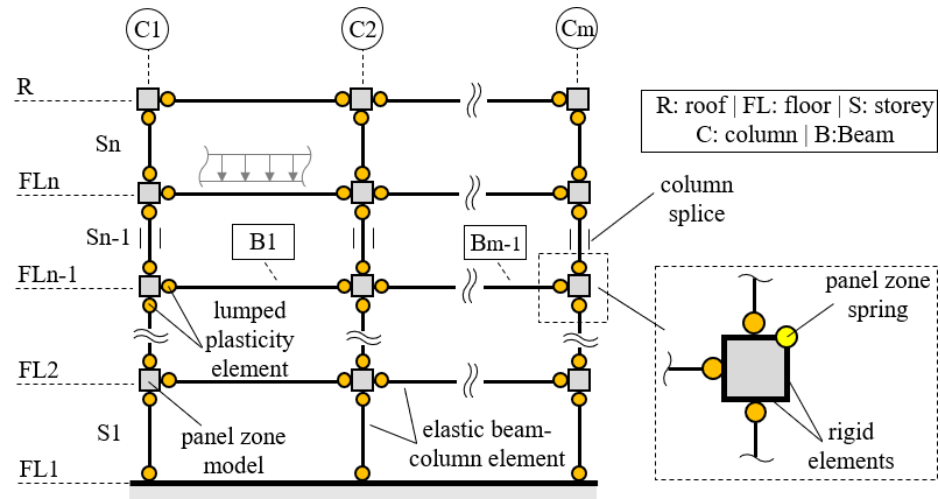 C1
C2
Cm
R
R: roof | FL: floor | S: storey
C: column | B:Beam
Sn
FLn
column
splice
Sn-1
B1
Bm-1
FLn-1
lumped
plasticity
element
panel zone
spring
FL2
S1
panel zone
model
elastic beam-
column element
rigid
elements
FL1